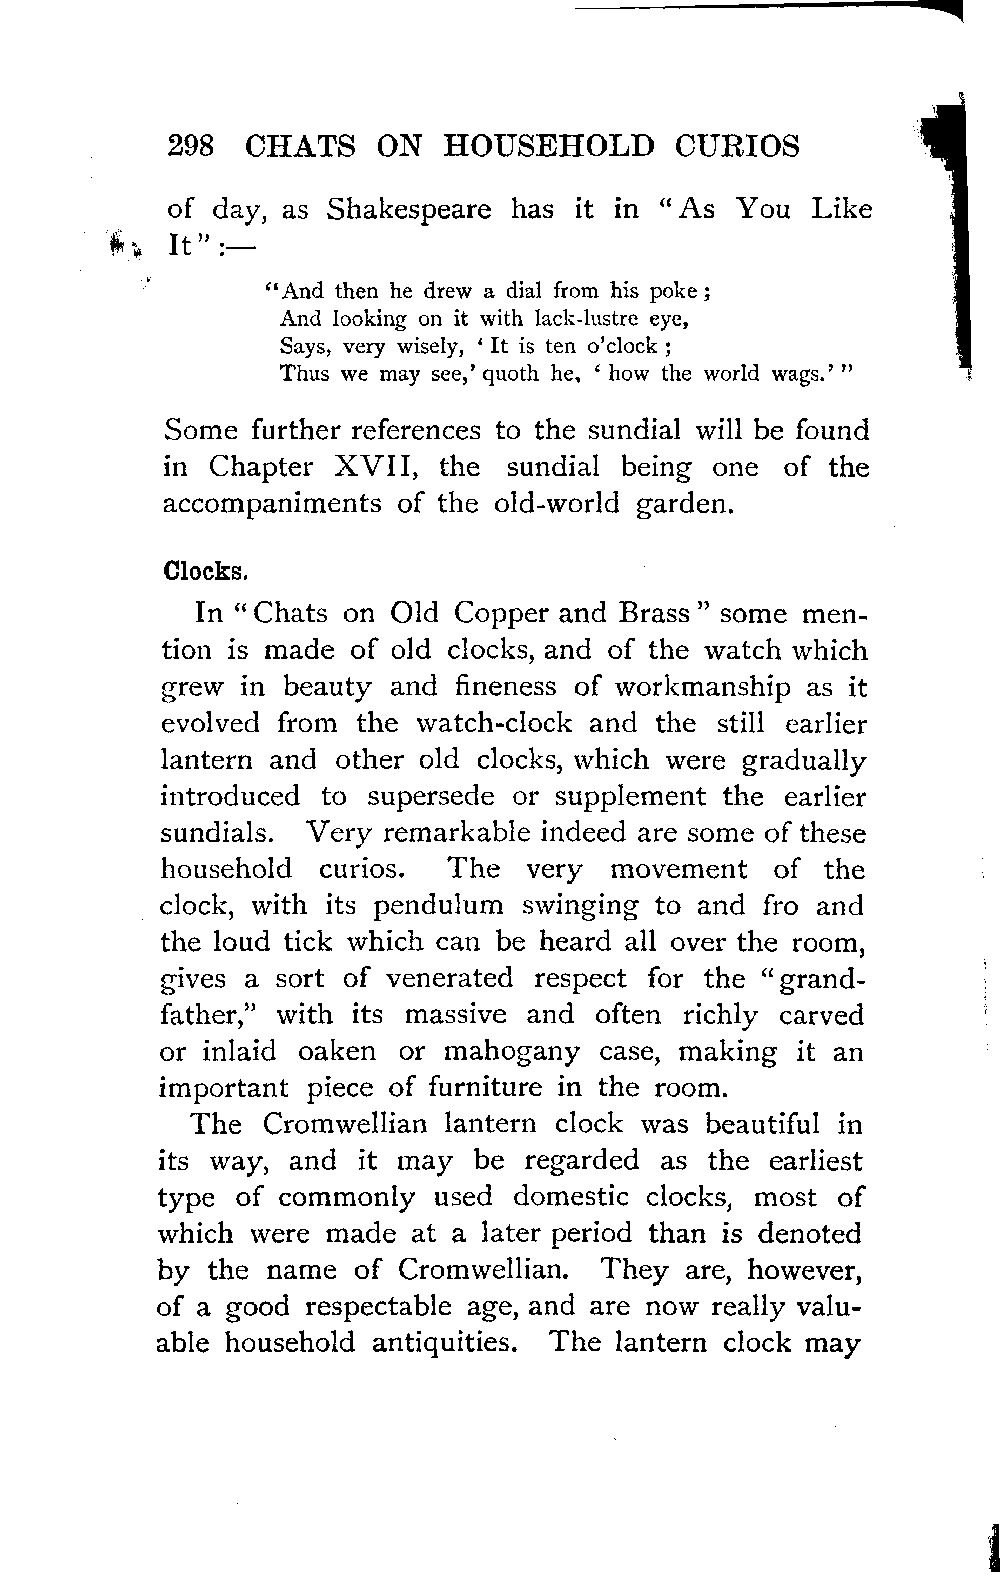 298 CHATS ON HOUSEHOLD CURIOS
of day, as Shakespeare has it in “As You Like
It”:—
“And then he drew a dial from his poke;
And looking on it with lack-lustre eye,
Says, very wisely, ‘It is ten o’clock;
Thus we may see,’ quoth he, ‘how the world wags.’”
Some further references to the sundial will be found
in Chapter XVII, the sundial being one of the
accompaniments of the old-world garden.
Clocks.
In “Chats on Old Copper and Brass” some men-
tion is made of old clocks, and of the watch which
grew in beauty and fineness of workmanship as it
evolved from the watch-clock and the still earlier
lantern and other old clocks, which were gradually
introduced to supersede or supplement the earlier
sundials. Very remarkable indeed are some of these
household curios. The very movement of the
clock, with its pendulum swinging to and fro and
the loud tick which can be heard all over the room,
gives a sort of venerated respect for the “grand-
father,” with its massive and often richly carved
or inlaid oaken or mahogany case, making it an
important piece of furniture in the room.
The Cromwellian lantern clock was beautiful in
its way, and it may be regarded as the earliest
type of commonly used domestic clocks, most of
which were made at a later period than is denoted
by the name of Cromwellian. They are, however,
of a good respectable age, and are now really valu-
able household antiquities. The lantern clock may